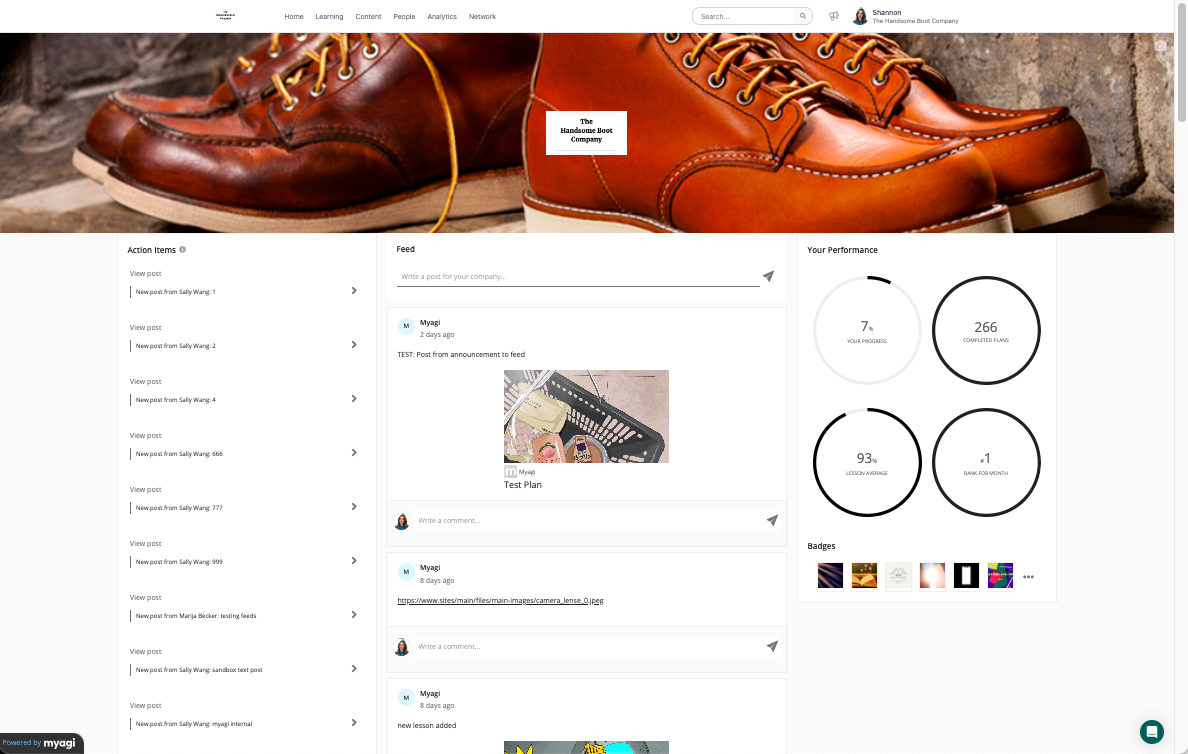 The
Handsome Boot
Company
Home
Learning
Content
People
Analytics
Network
Search...
Shannon
The Handsome Boot Company
The
Handsome Boot
Company
Action Items
View post
New post from Sally Wang: 1
View post
New post from Sally Wang: 2
View post
New post from Sally Wang: 4
View post
New post from Sally Wang: 666
View post
New post from Sally Wang: 777
View post
New post from Sally Wang: 999
View post
New post from Marija Becker: testing feeds
View post
New post from Sally Wang: sandbox text post
View post
New post from Sally Wang: myagi internal
Feed
Write a post for your company...
M
Myagi
2 days ago
TEST: Post from announcement to feed
m Myagi
Test Plan
Write a comment...
M
Myagi
8 days ago
https://www.sites/main/files/main-images/camera_lense_0.jpeg
Write a comment...
M
Myagi
8 days ago
new lesson added
Your Performance
7%
YOUR PROGRESS
266
COMPLETED PLANS
93%
LESSON AVERAGE
#1
RANK FOR MONTH
Badges
Powered by myagi